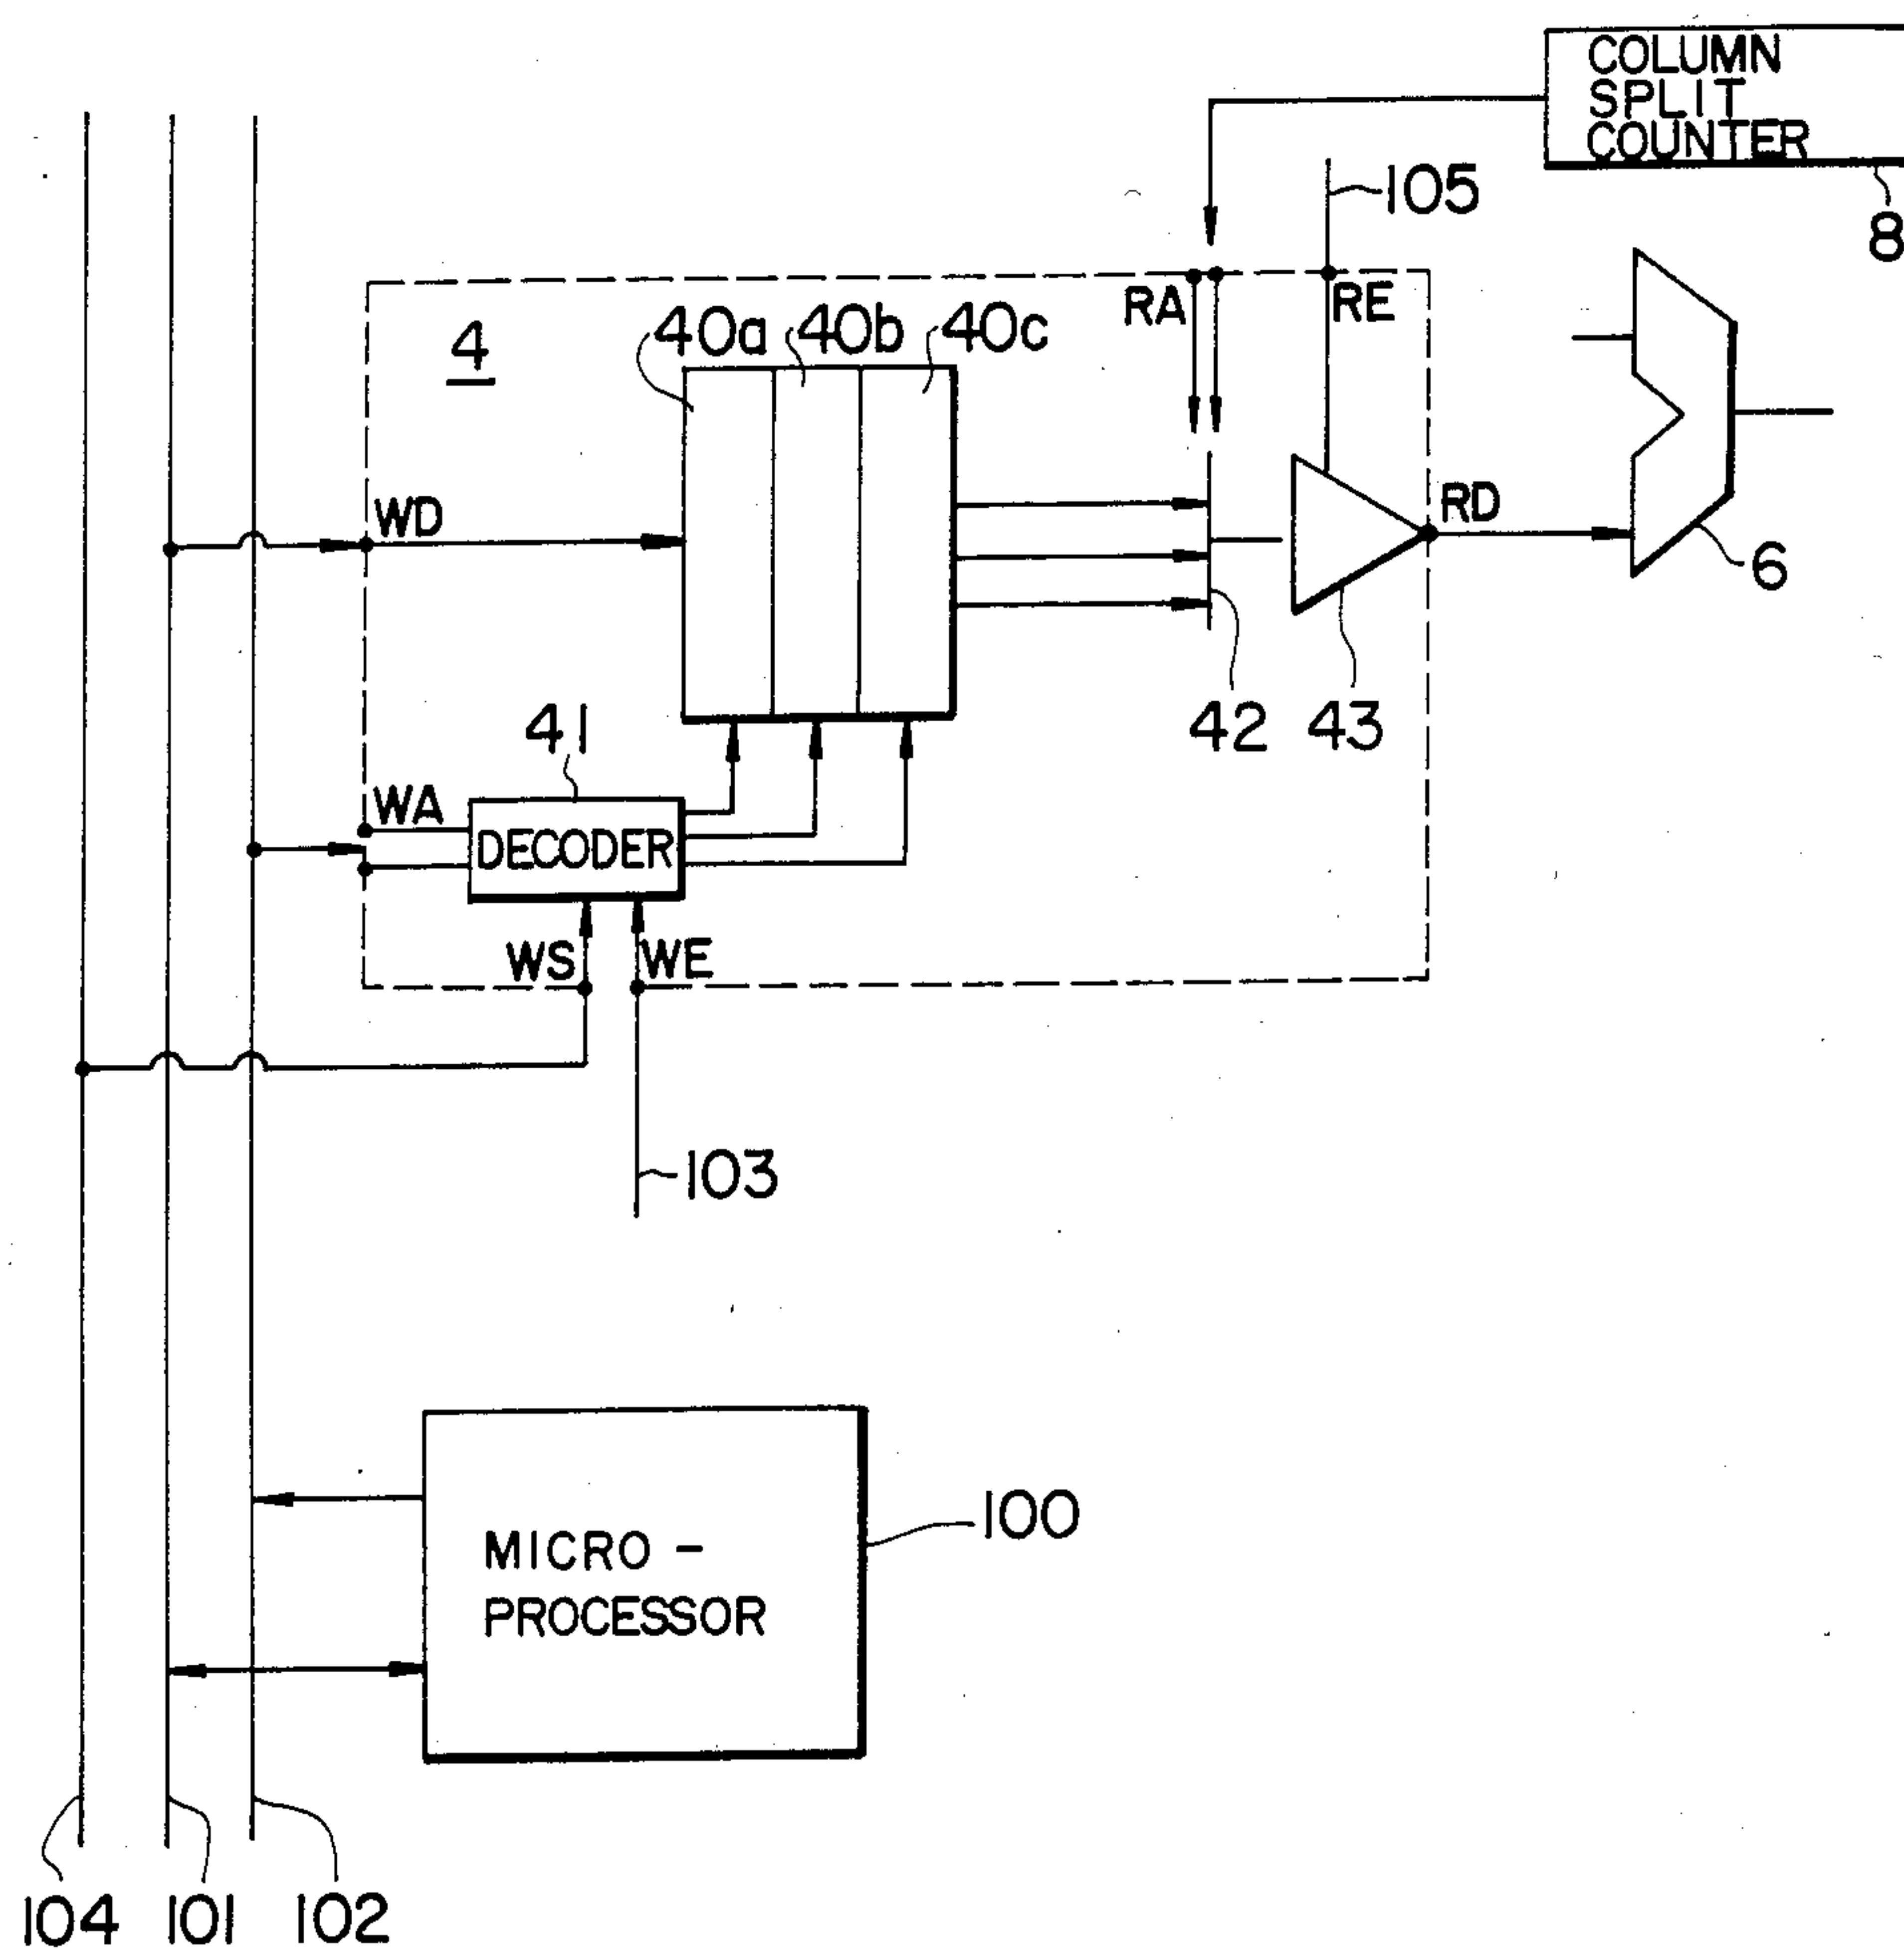 COLUMN
SPLIT
COUNTER
8
105
RA
RE
4
40a 40b 40c
WD
RD
6
41
42
43
WA
DECODER
WS
WE
103
100
MICRO -
PROCESSOR
104 101 102